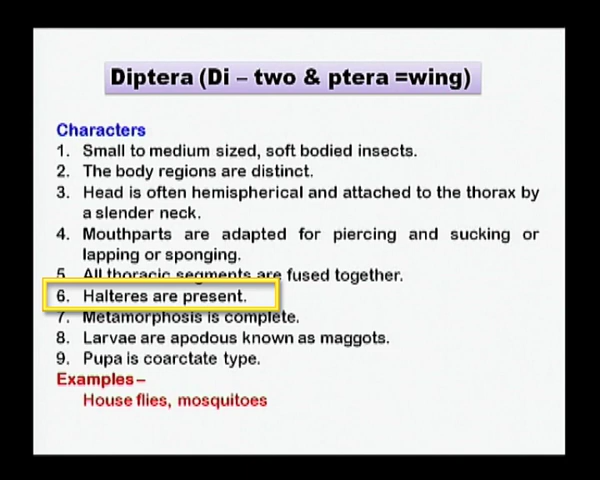 Diptera (Di – two & ptera =wing)
Characters
1. Small to medium sized, soft bodied insects.
2. The body regions are distinct.
3. Head is often hemispherical and attached to the thorax by
a slender neck.
4. Mouthparts are adapted for piercing and sucking or
lapping or sponging.
5. All thoracic segments are fused together.
6. Halteres are present.
7. Metamorphosis is complete.
8. Larvae are apodous known as maggots.
9. Pupa is coarctate type.
Examples–
House flies, mosquitoes